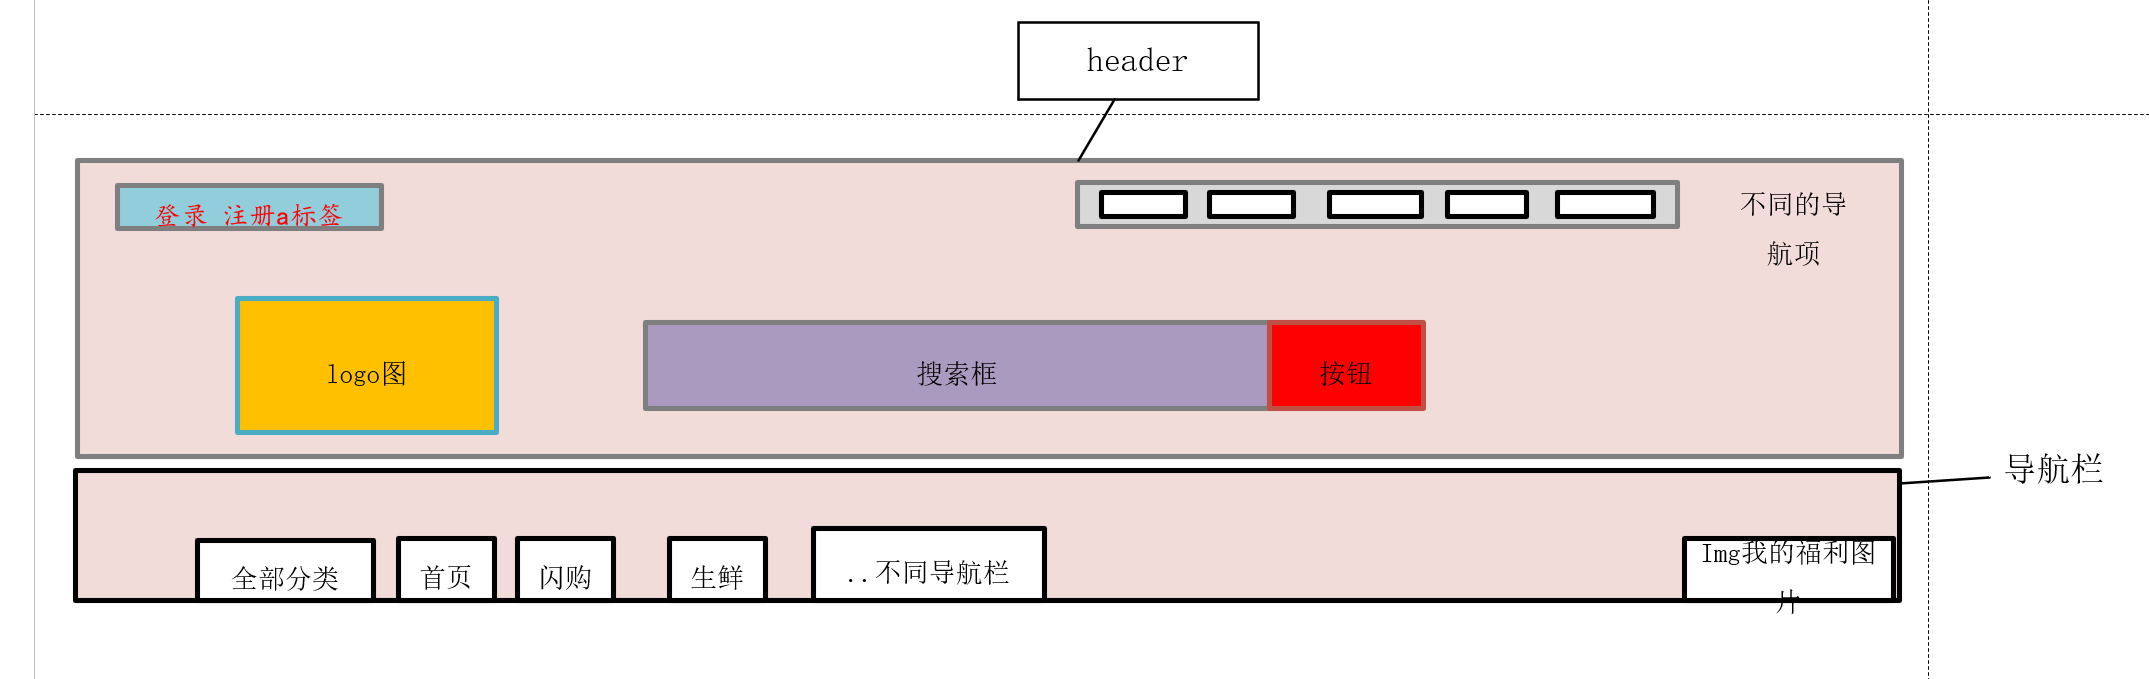 header
登录 注册a标签
不同的导
航项
logo图
搜索框
按钮
导航栏
全部分类
首页
闪购
生鲜
..不同导航栏
Img我的福利图
片